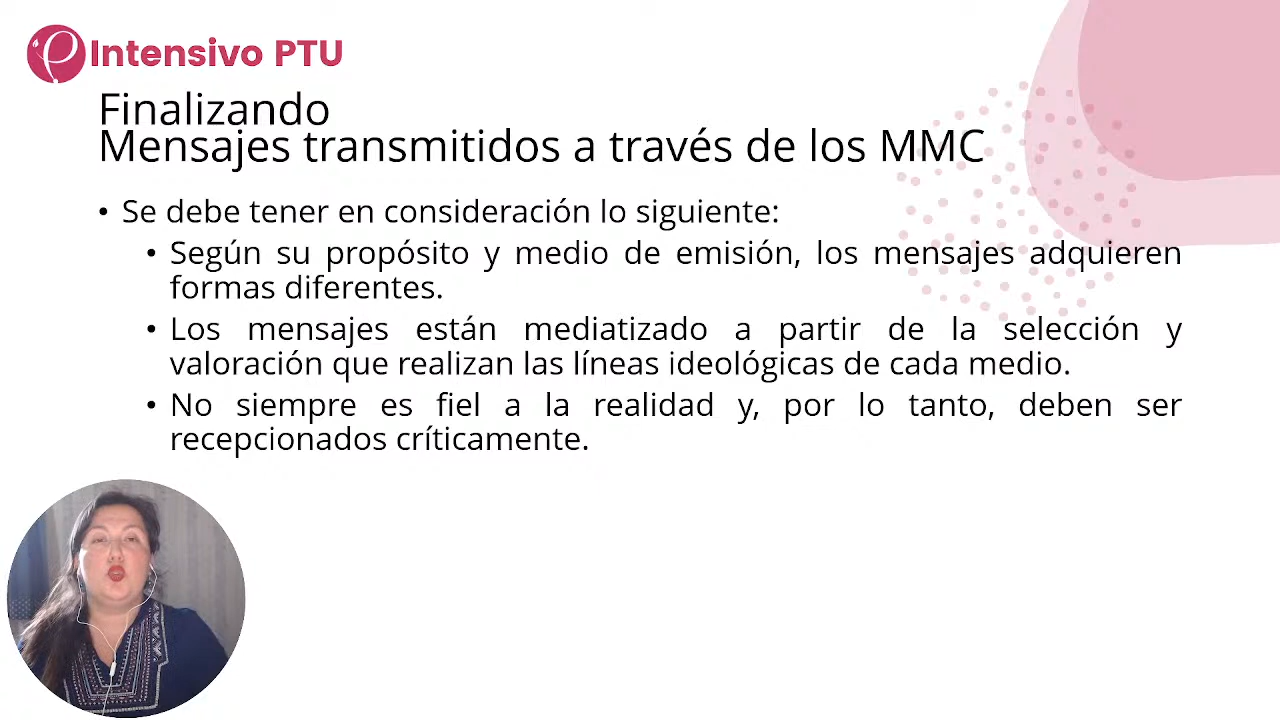 Intensivo PTU
Finalizando
Mensajes transmitidos a través de los MMC
• Se debe tener en consideración lo siguiente:
• Según su propósito y medio de emisión, los mensajes adquieren
formas diferentes.
• Los mensajes están mediatizado a partir de la selección y
valoración que realizan las líneas ideológicas de cada medio.
• No siempre es fiel a la realidad y, por lo tanto, deben ser
recepcionados críticamente.